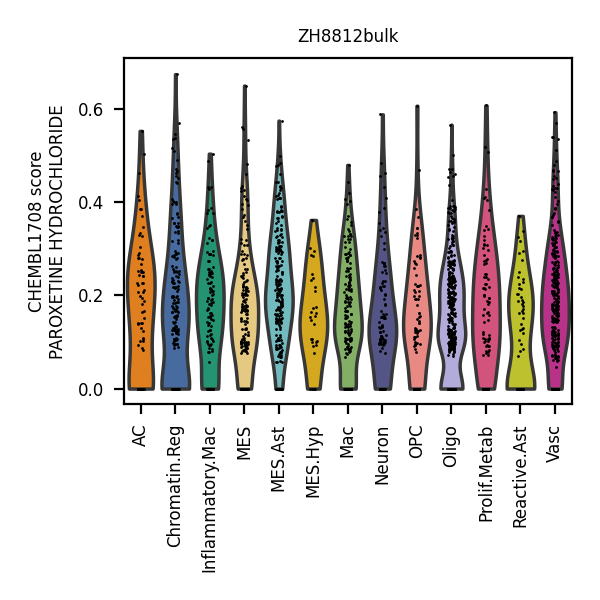 ZH8812bulk
CHEMBL1708 score
PAROXETINE HYDROCHLORIDE
0.6
0.4
0.2
0.0
AC
Chromatin.Reg
Inflammatory.Mac
MES
MES.Ast
MES.Hyp
Mac
Neuron
OPC
Oligo
Prolif.Metab
Reactive.Ast
Vasc